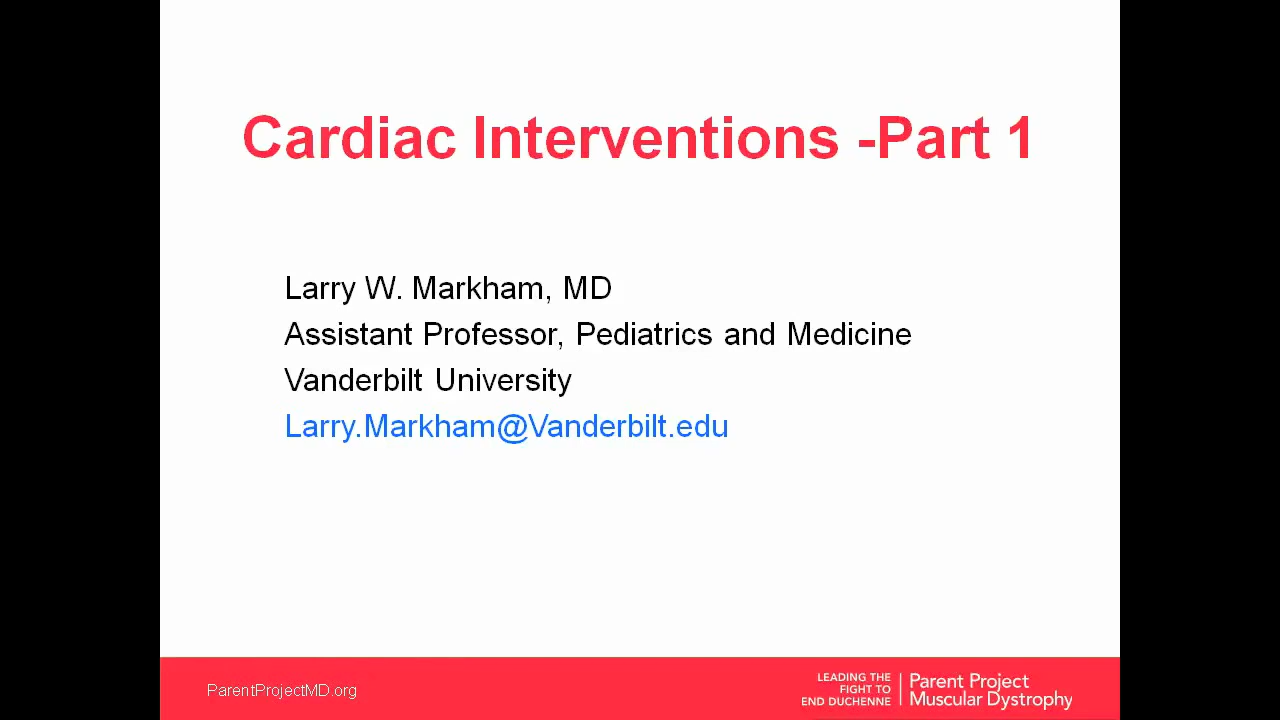 Cardiac Interventions -Part 1
Larry W. Markham, MD
Assistant Professor, Pediatrics and Medicine
Vanderbilt University
Larry.Markham@Vanderbilt.edu
ParentProjectMD.org
LEADING THE
FIGHT TO
END DUCHENNE
Parent Project
Muscular Dystrophy